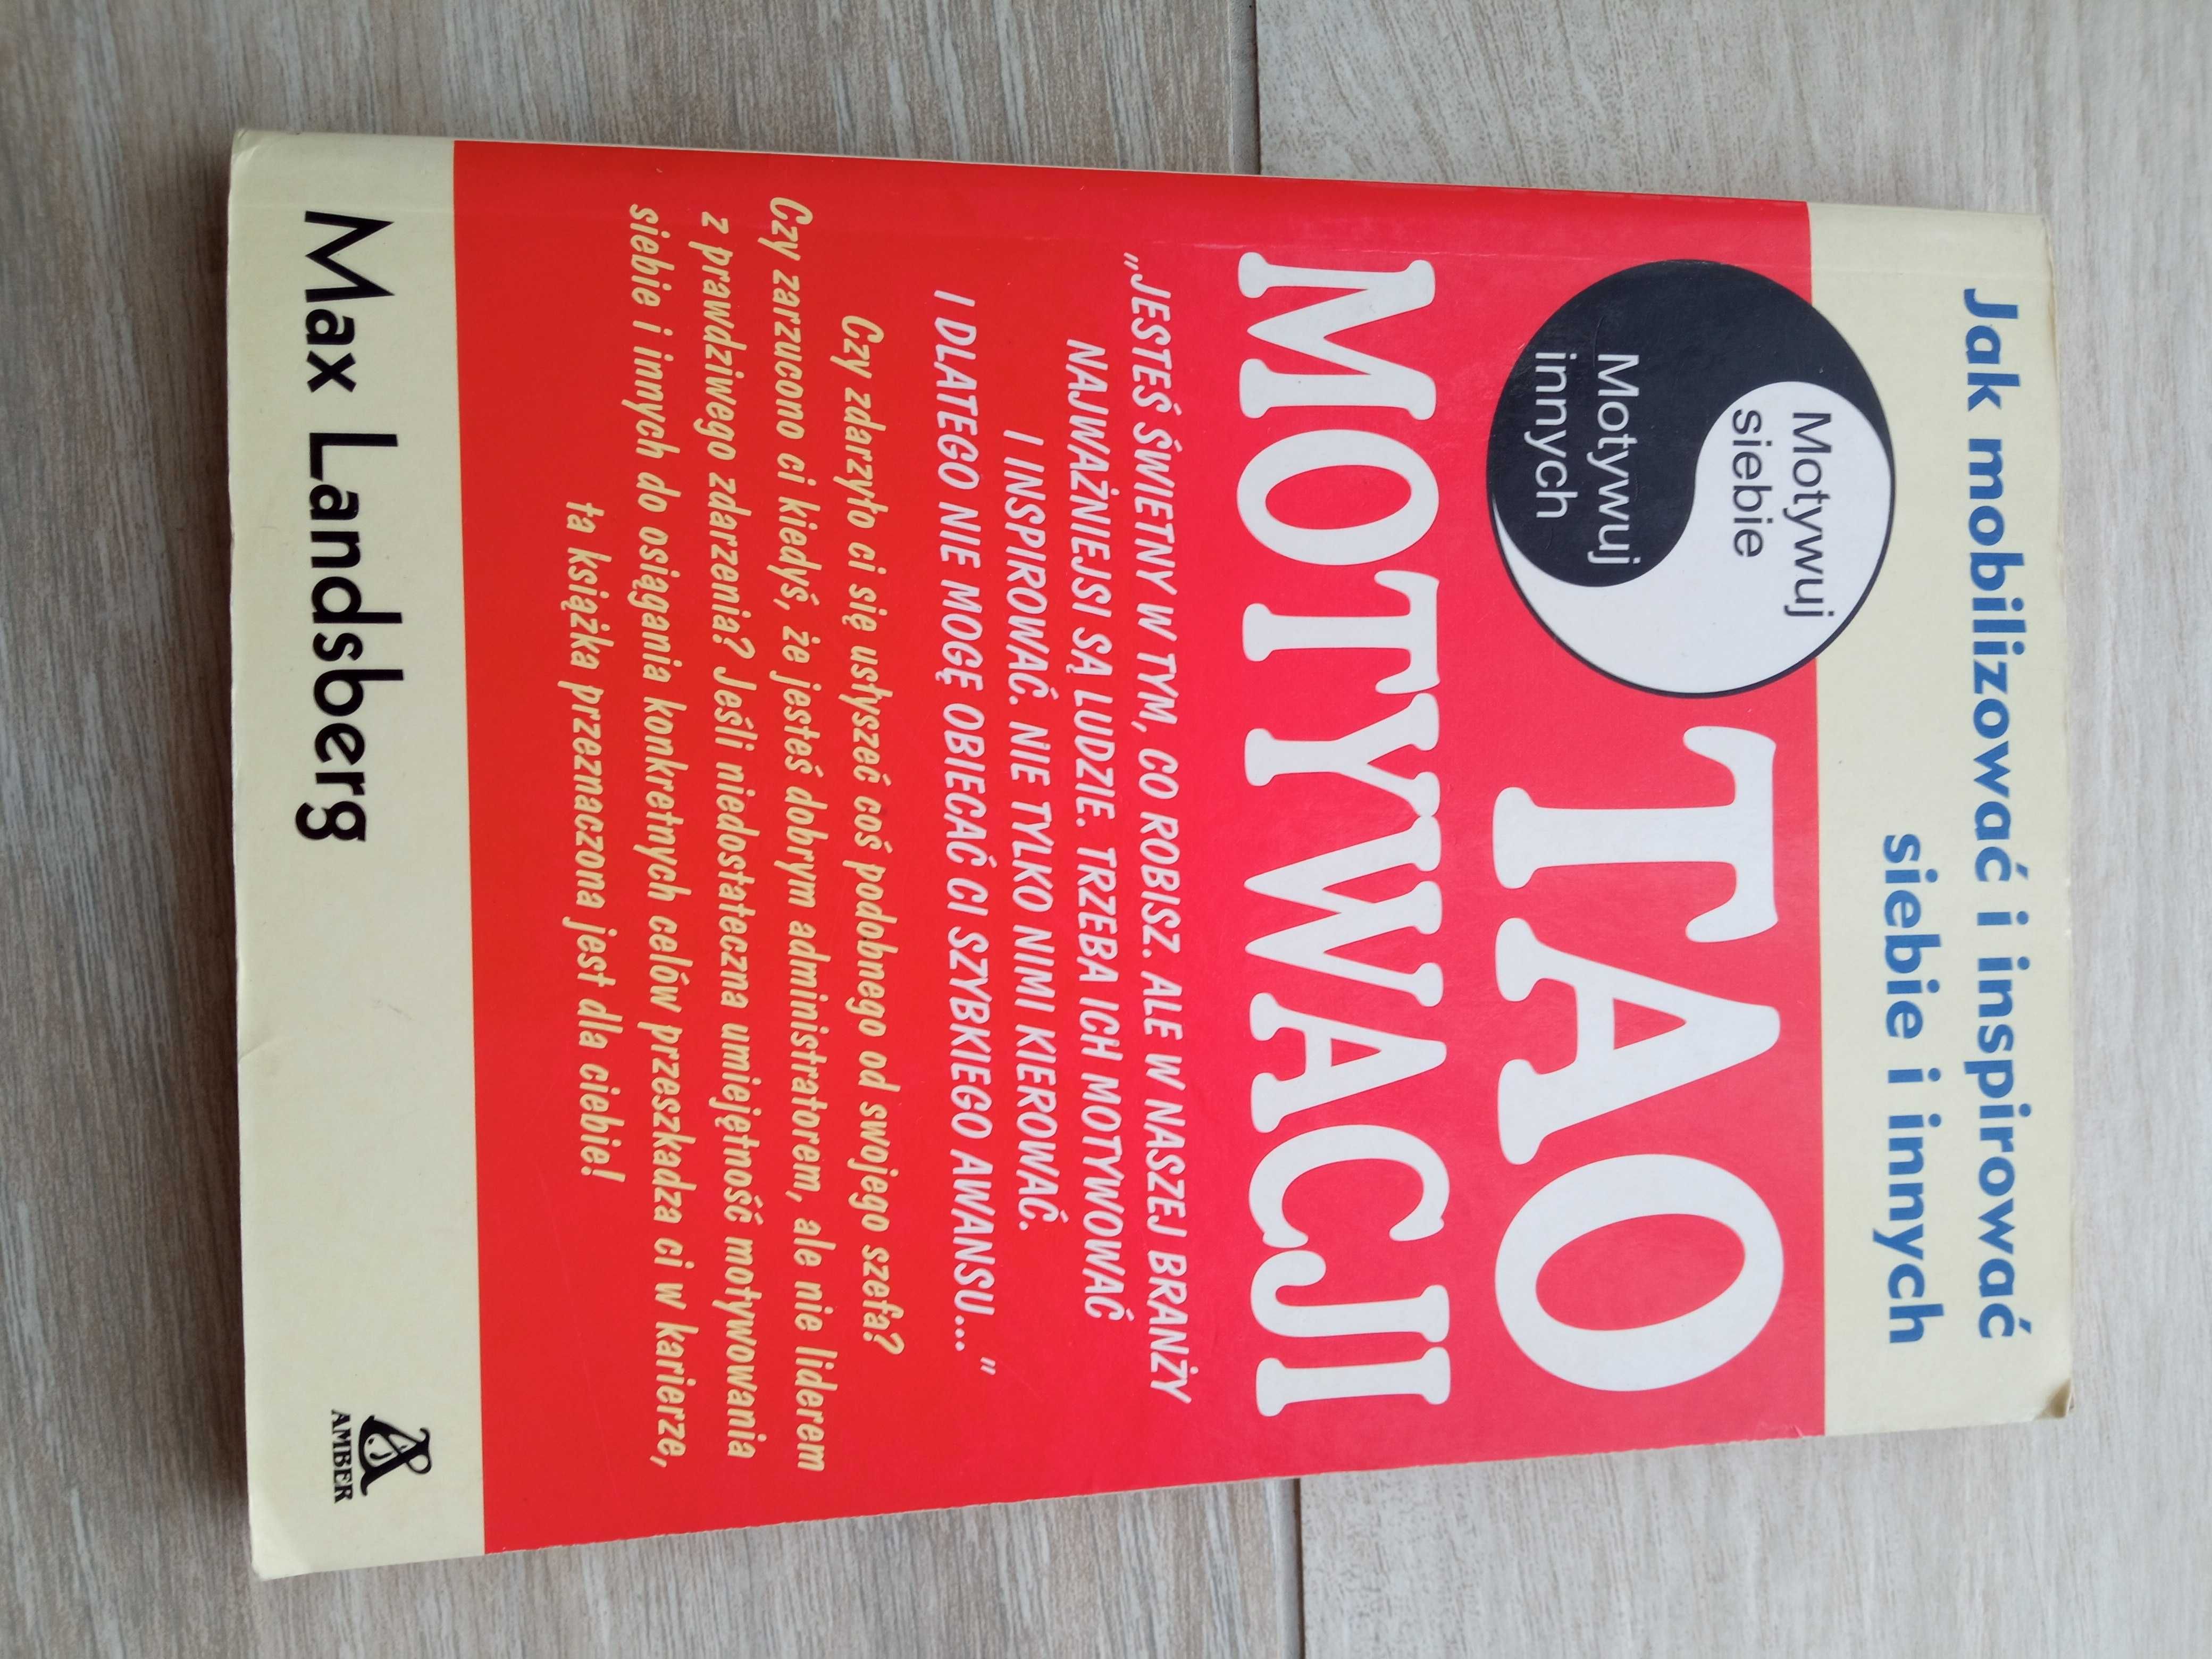 Jak mobilizować i inspirować
siebie i innych
Motywuj
siebie
Motywuj
innych
TAO
MOTYWACJI
„JESTEŚ ŚWIETNY W TYM, CO ROBISZ. ALE W NASZEJ BRANŻY
NAJWAŻNIEJSI SĄ LUDZIE. TRZEBA ICH MOTYWOWAĆ
I INSPIROWAĆ. NIE TYLKO NIMI KIEROWAĆ.
I DLATEGO NIE MOGĘ OBIECAĆ CI SZYBKIEGO AWANSU..."
Czy zdarzyło ci się usłyszeć coś podobnego od swojego szefa?
Czy zarzucono ci kiedyś, że jesteś dobrym administratorem, ale nie liderem
z prawdziwego zdarzenia? Jeśli niedostateczna umiejętność motywowania
siebie i innych do osiągania konkretnych celów przeszkadza ci w karierze,
ta książka przeznaczona jest dla ciebie!
Max Landsberg
AMBER